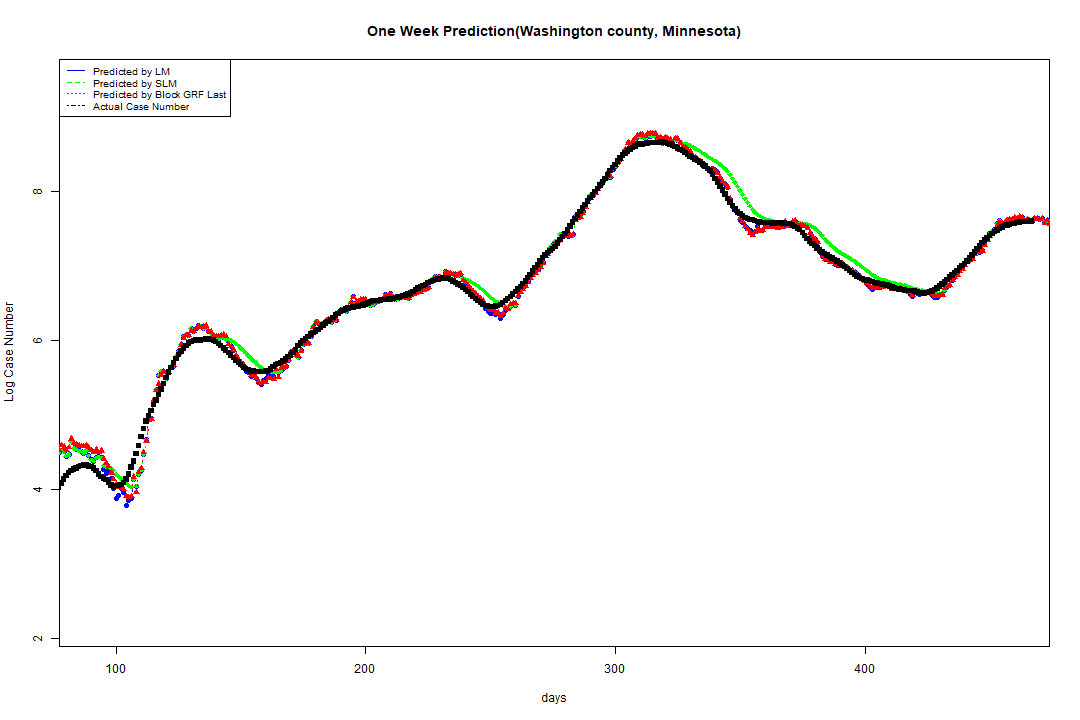 One Week Prediction(Washington county, Minnesota)
Predicted by LM
Predicted by SLM
Predicted by Block GRF Last
Actual Case Number
Log Case Number
8
6
4
2
100 200 300 400
days